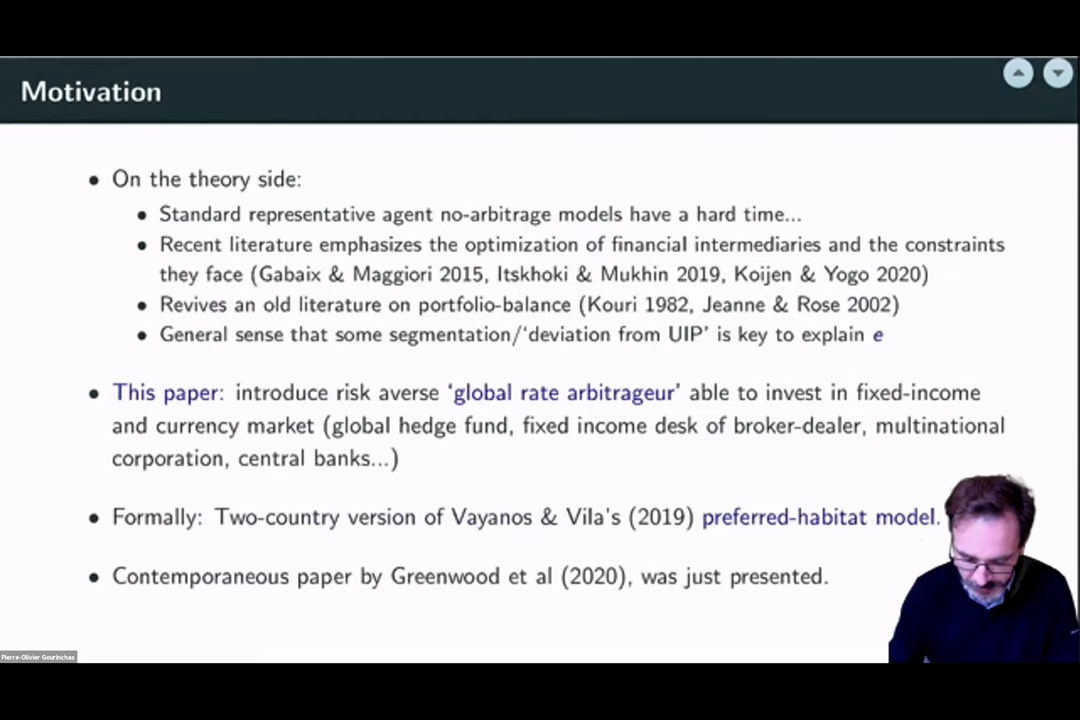 Motivation
• On the theory side:
• Standard representative agent no-arbitrage models have a hard time...
• Recent literature emphasizes the optimization of financial intermediaries and the constraints
they face (Gabaix & Maggiori 2015, Itskhoki & Mukhin 2019, Koijen & Yogo 2020)
• Revives an old literature on portfolio-balance (Kouri 1982, Jeanne & Rose 2002)
• General sense that some segmentation/‘deviation from UIP’ is key to explain e
• This paper: introduce risk averse ‘global rate arbitrageur’ able to invest in fixed-income
and currency market (global hedge fund, fixed income desk of broker-dealer, multinational
corporation, central banks...)
• Formally: Two-country version of Vayanos & Vila's (2019) preferred-habitat model.
• Contemporaneous paper by Greenwood et al (2020), was just presented.
Pierre-Olivier Gourinchas